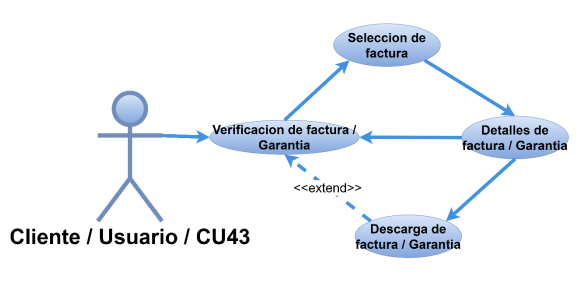 Seleccion de
factura
Verificacion de factura /
Garantia
Detalles de
factura / Garantia
<<extend>>
Descarga de
factura / Garantia
Cliente / Usuario / CU43